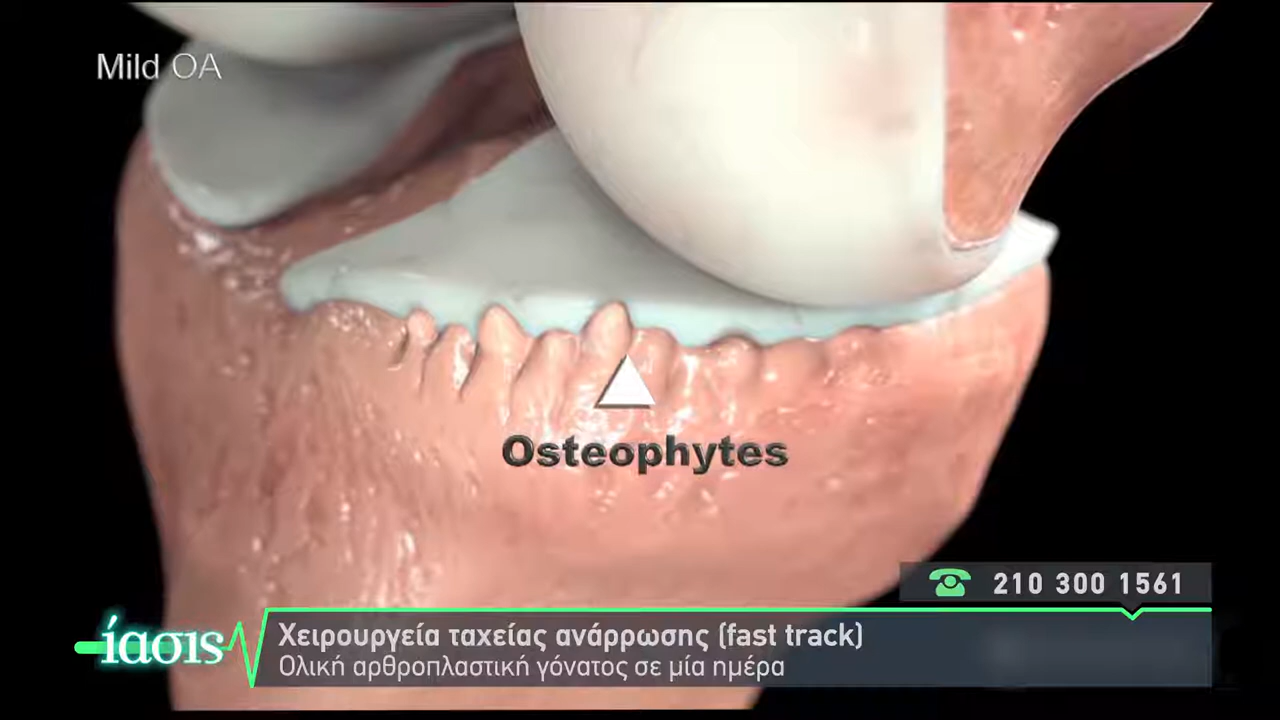 Mild OA
Osteophytes
210 300 1561
ίασις
Χειρουργεία ταχείας ανάρρωσης (fast track)
Ολική αρθροπλαστική γόνατος σε μία ημέρα